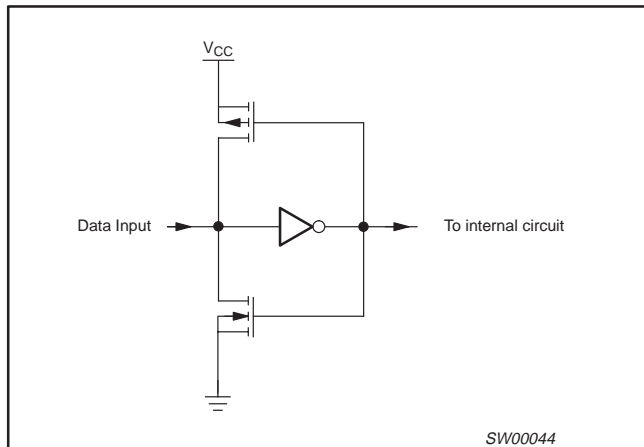 VCC
Data Input
To internal circuit
SW00044